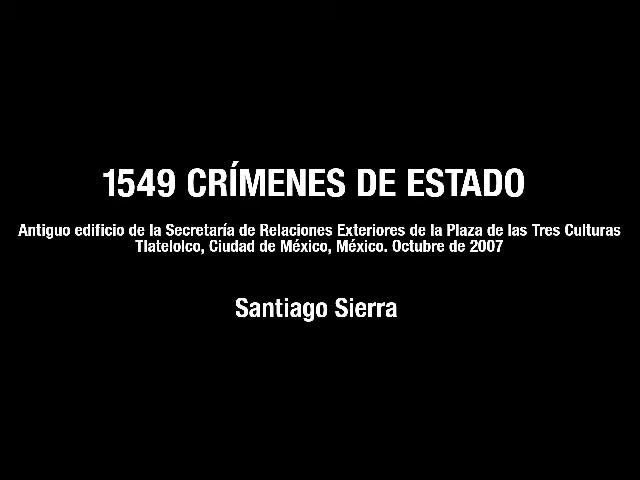 1549 CRÍMENES DE ESTADO
Antiguo edificio de la Secretaría de Relaciones Exteriores de la Plaza de las Tres Culturas
Tlatelolco, Ciudad de México, México. Octubre de 2007
Santiago Sierra